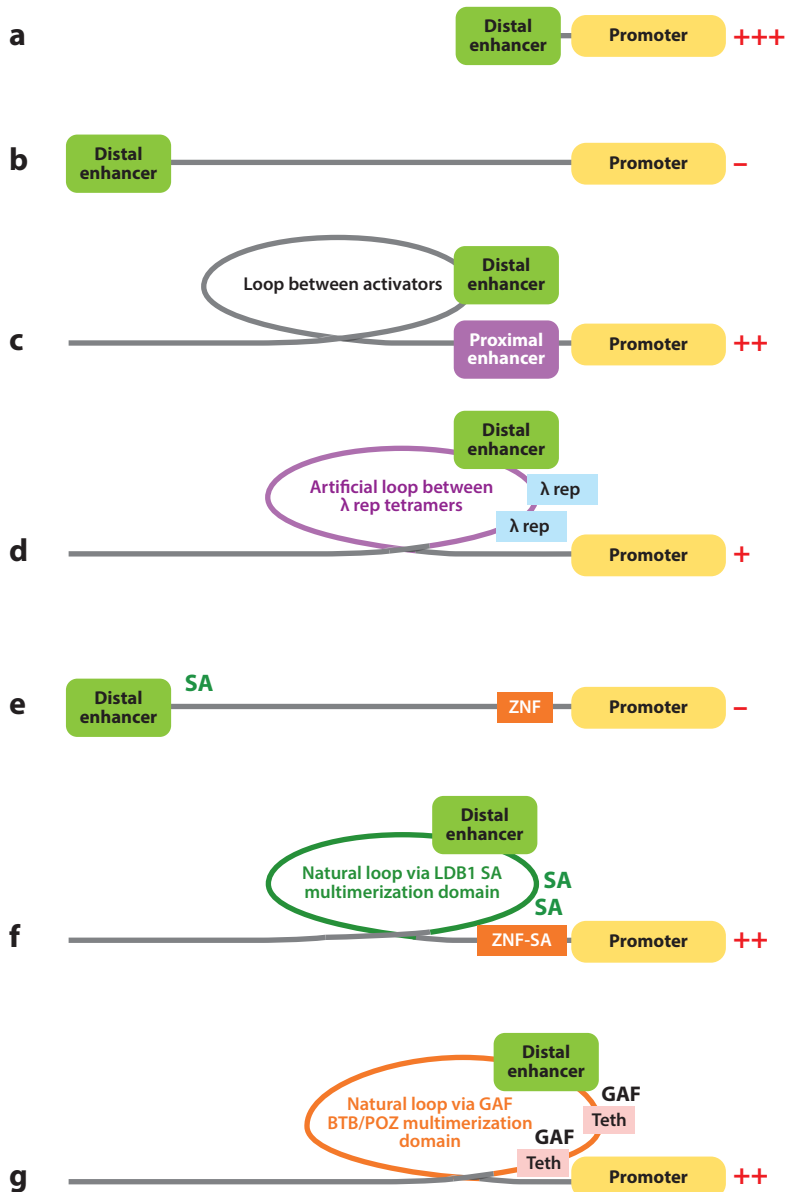 a
Distal
enhancer
Promoter
+++
b
Distal
enhancer
Promoter
–
Loop between activators
Distal
enhancer
c
Proximal
enhancer
Promoter
++
Distal
enhancer
Artificial loop between
λ rep tetramers
λ rep
λ rep
d
Promoter
+
SA
e
Distal
enhancer
ZNF
Promoter
–
Distal
enhancer
Natural loop via LDB1 SA
multimerization domain
SA
SA
f
ZNF-SA
Promoter
++
Distal
enhancer
Natural loop via GAF
BTB/POZ multimerization
domain
GAF
Teth
GAF
Teth
g
Promoter
++